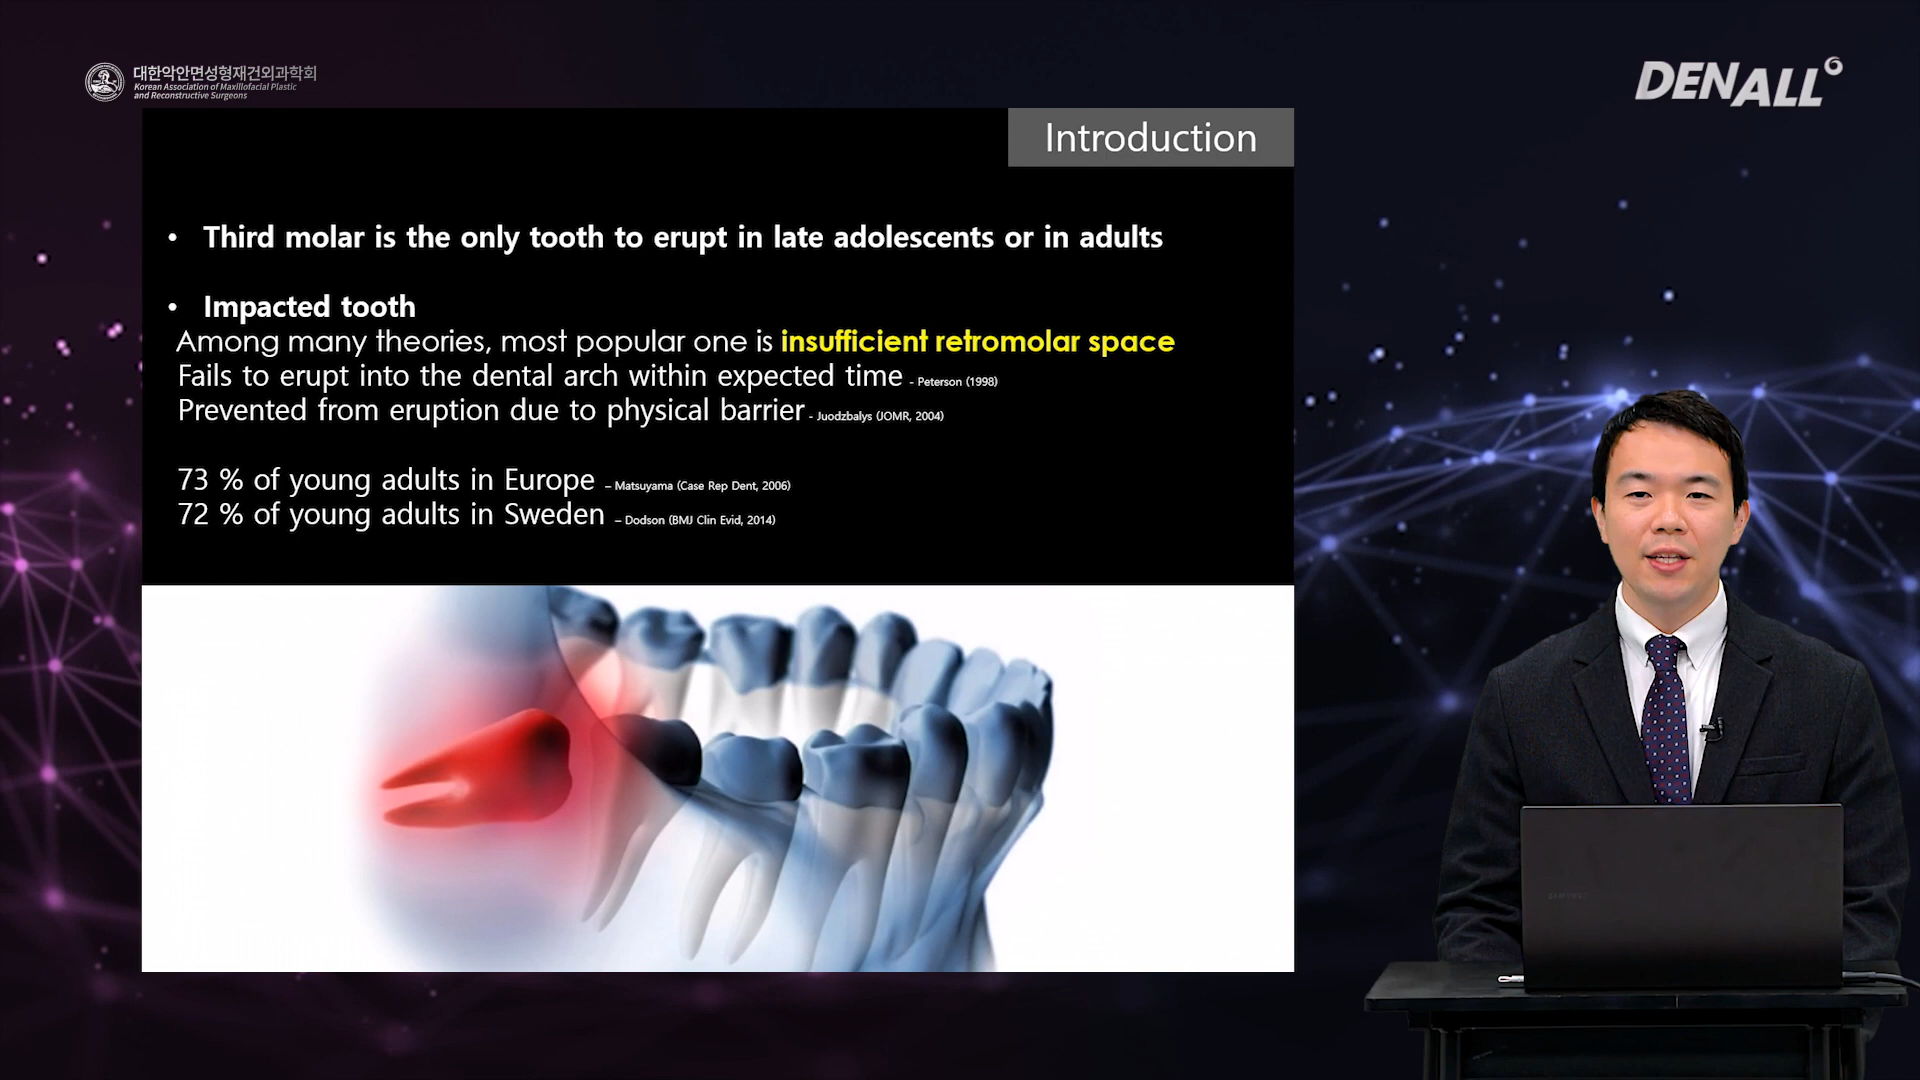 대한악안면성형재건외과학회
Korean Association of Maxillofacial Plastic
and Reconstructive Surgeons
DENALL
Introduction
• Third molar is the only tooth to erupt in late adolescents or in adults
• Impacted tooth
Among many theories, most popular one is insufficient retromolar space
Fails to erupt into the dental arch within expected time - Peterson (1998)
Prevented from eruption due to physical barrier - Juodzbalys (JOMR, 2004)
73 % of young adults in Europe – Matsuyama (Case Rep Dent, 2006)
72 % of young adults in Sweden – Dodson (BMJ Clin Evid, 2014)